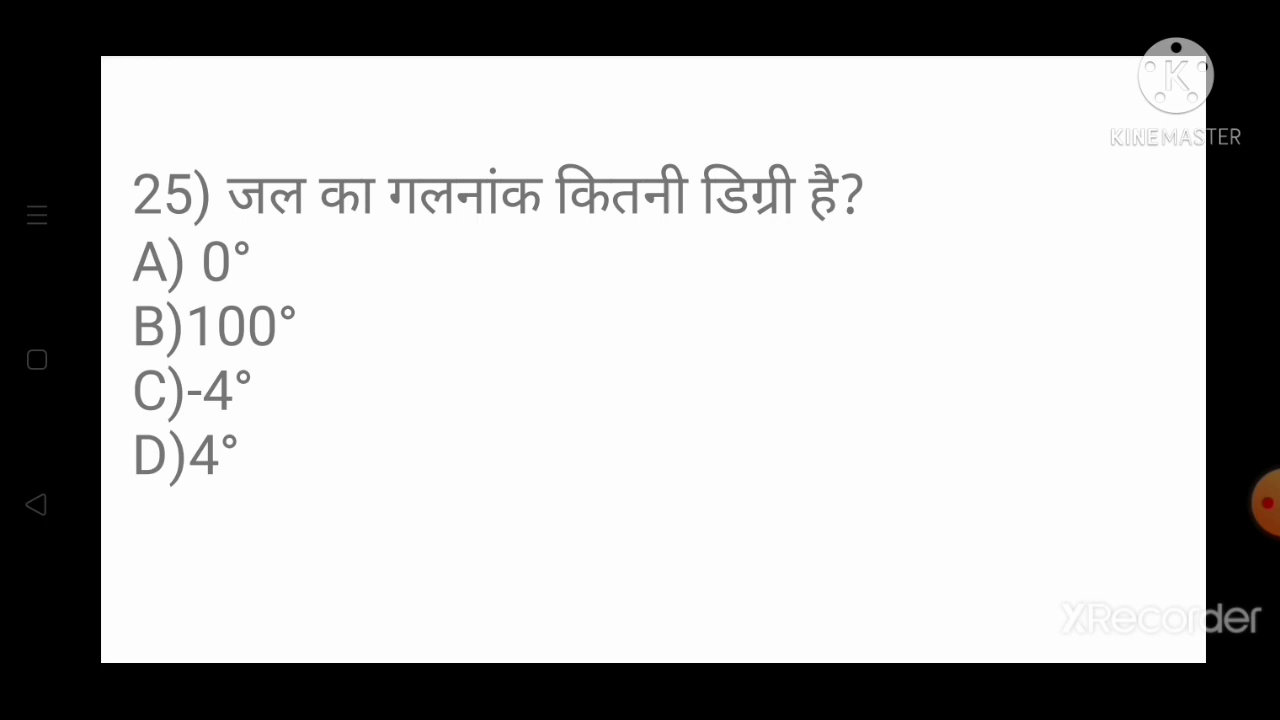 KINEMASTER
25) जल का गलनांक कितनी डिग्री है?
A) 0°
B)100°
C)-4°
D)4°
XRecorder